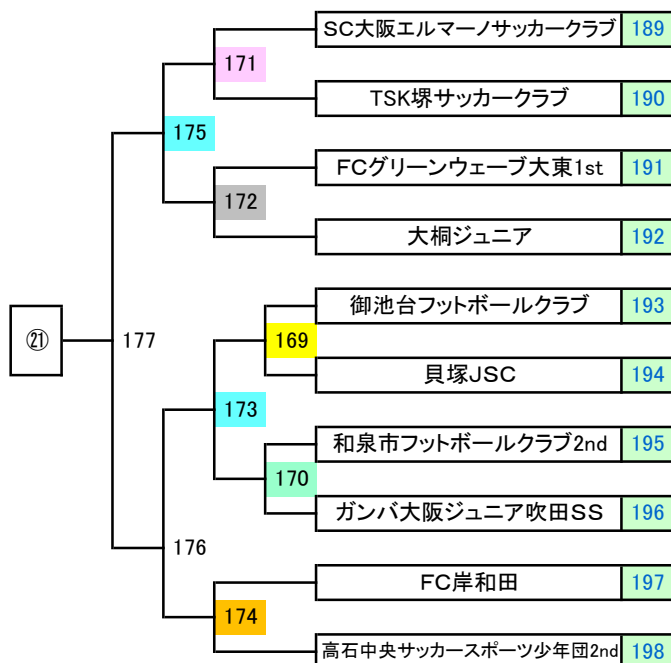 SC大阪エルマーノサッカークラブ 189
171
TSK堺サッカークラブ 190
175
FCグリーンウェーブ大東1st 191
172
大桐ジュニア 192
御池台フットボールクラブ 193
㉑ 177 169
貝塚JSC 194
173
和泉市フットボールクラブ2nd 195
170
ガンバ大阪ジュニア吹田SS 196
176
FC岸和田 197
174
高石中央サッカースポーツ少年団2nd 198